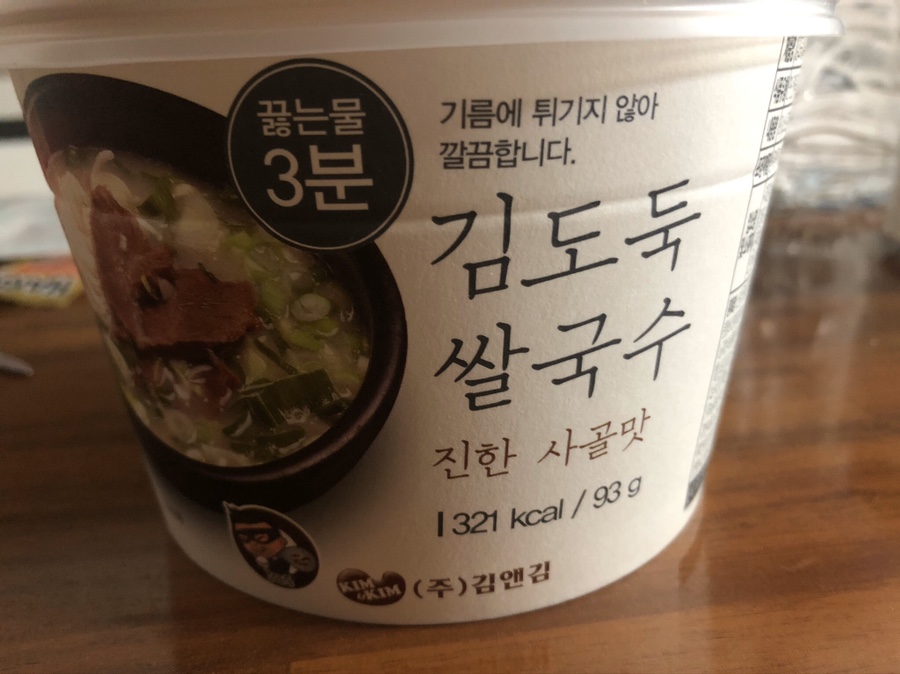 끓는물
3분
기름에 튀기지 않아
깔끔합니다.
김도둑
쌀국수
진한 사골맛
321 kcal / 93 g
KIM
&KIM
(주)김앤김